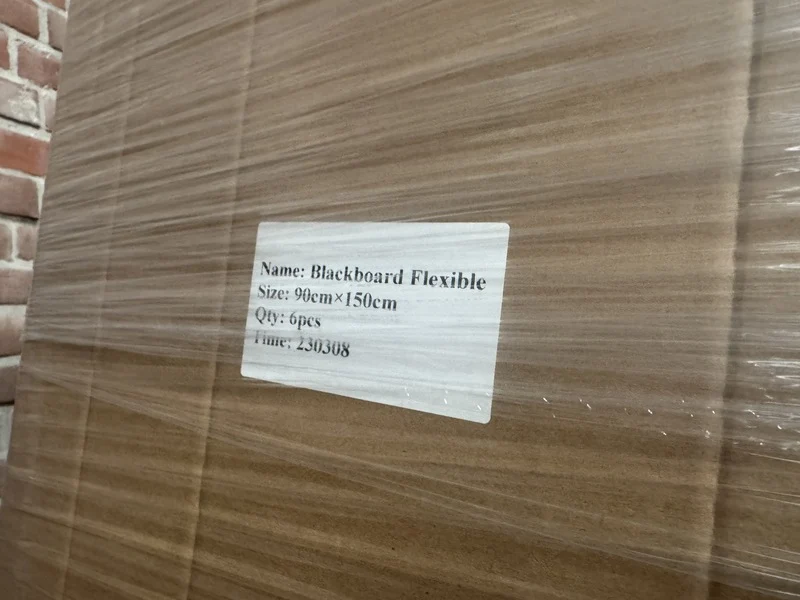 Name: Blackboard Flexible
Size: 90cm×150cm
Qty: 6pcs
Time: 230308